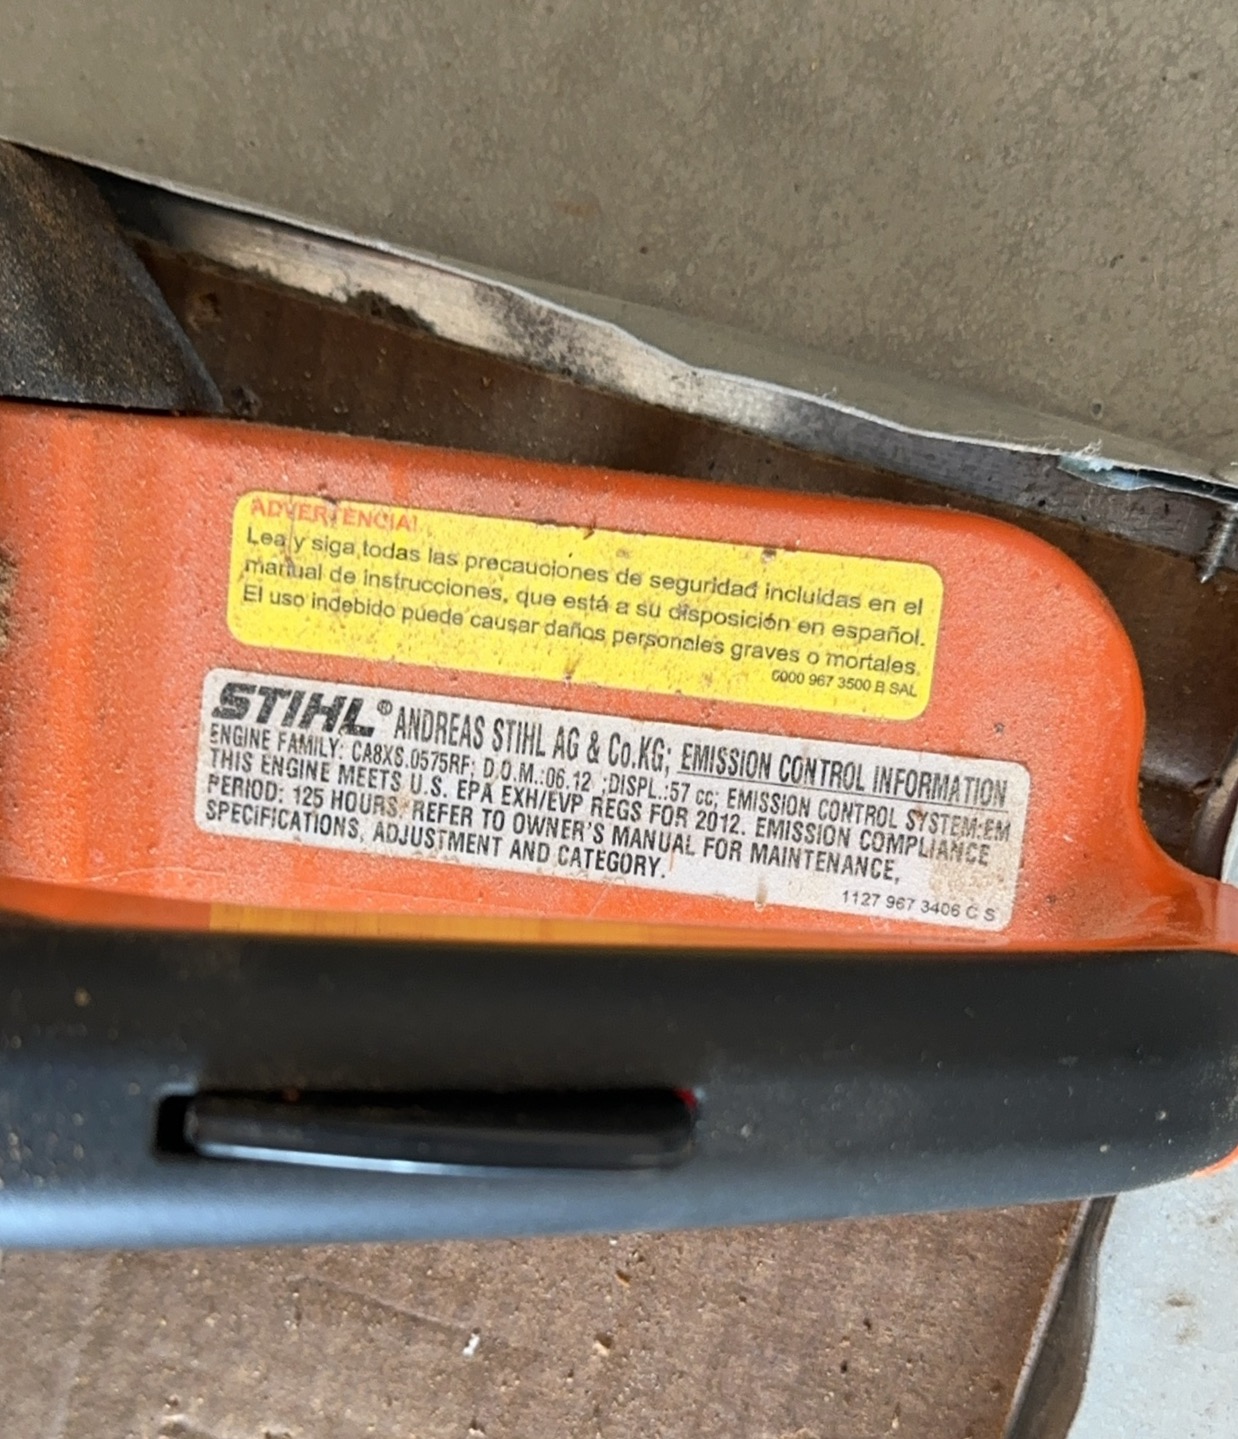 ADVERTENCIA!
Lea y siga todas las precauciones de seguridad incluidas en el
manual de instrucciones, que está a su disposición en español.
El uso indebido puede causar daños personales graves o mortales.
0000 967 3500 B SAL
STIHL® ANDREAS STIHL AG & Co.KG; EMISSION CONTROL INFORMATION
ENGINE FAMILY: CA8XS.0575RF; D.O.M.:06.12 ;DISPL.:57 cc; EMISSION CONTROL SYSTEM:EM
THIS ENGINE MEETS U.S. EPA EXH/EVP REGS FOR 2012. EMISSION COMPLIANCE
PERIOD: 125 HOURS. REFER TO OWNER'S MANUAL FOR MAINTENANCE,
SPECIFICATIONS, ADJUSTMENT AND CATEGORY.
1127 967 3406 C S